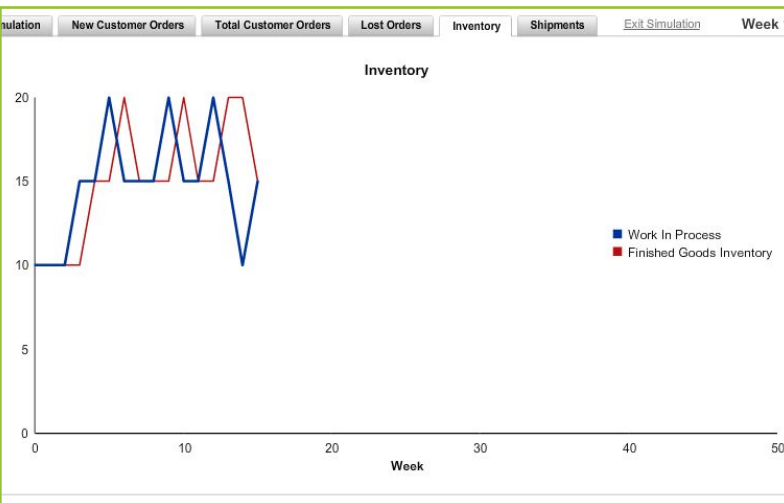 mulation New Customer Orders Total Customer Orders Lost Orders Inventory Shipments Exit Simulation Week
Inventory
20
15
10
5
0
Work In Process
Finished Goods Inventory
0 10 20 30 40 50
Week